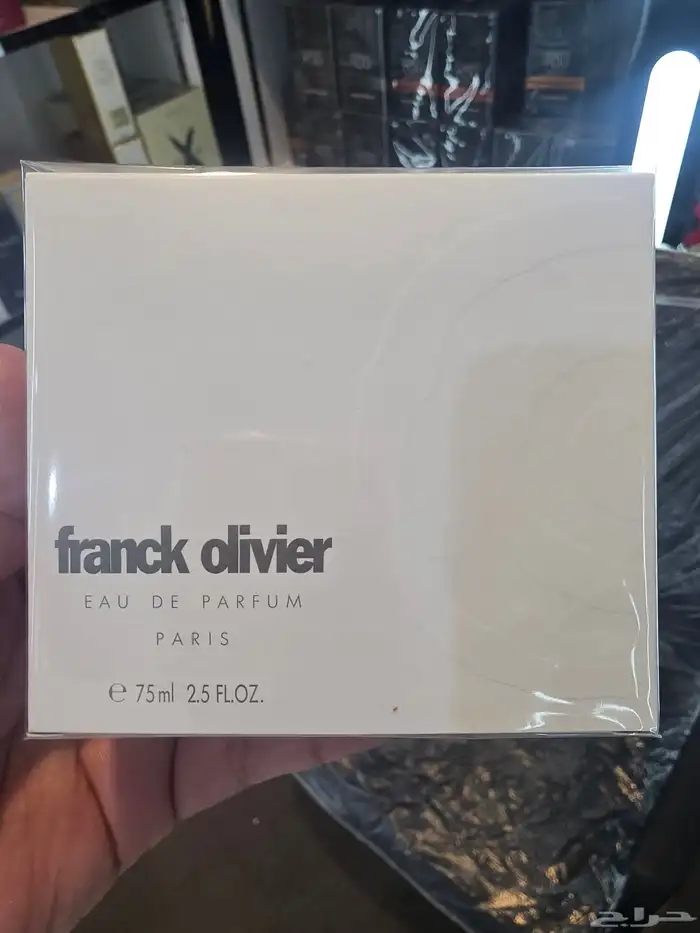 franck olivier
EAU DE PARFUM
PARIS
℮ 75ml 2.5 FL.OZ.
حراج